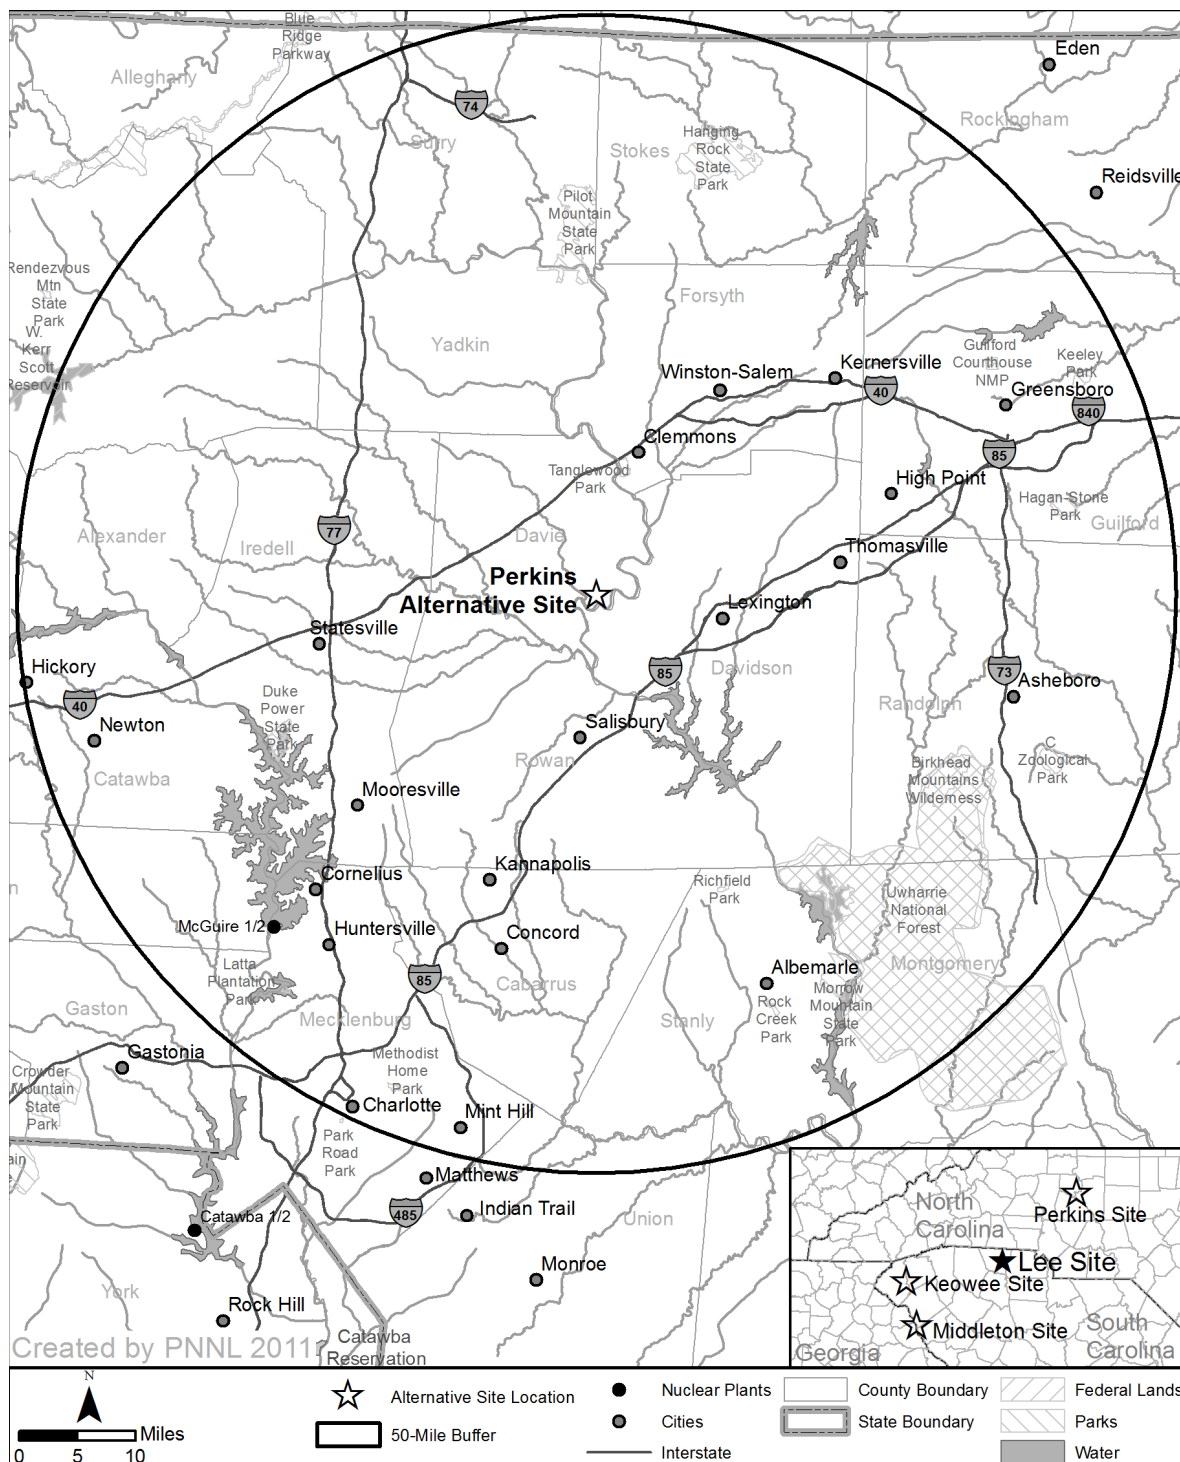 Blue
Ridge
Parkway
Eden
Alleghany
74
Rockingham
Surry
Stokes
Hanging
Rock
State
Park
Reidsville
Pilot
Mountain
State
Park
Rendezvous
Mtn
State
Park
W.
Kerr
Scott
Reservoir
Forsyth
Yadkin
Guilford
Courthouse
NMP
Keeley
Park
Winston-Salem
Kernersville
40
Greensboro
840
Clemmons
85
Tanglewood
Park
High Point
Hagan-Stone
Park
Guilford
77
Alexander
Iredell
Davie
Thomasville
Perkins
Alternative Site
Lexington
Statesville
Hickory
85
Davidson
73
Asheboro
40
Duke
Power
State
Park
Randolph
Newton
Salisbury
Rowan
C
Zoological
Park
Catawba
Birkhead
Mountains
Wilderness
Mooresville
Kannapolis
Cornelius
Richfield
Park
Uwharrie
National
Forest
McGuire 1/2
Huntersville
Concord
Latta
Plantation
Park
85
Cabarrus
Albemarle
Montgomery
Rock
Creek
Park
Morrow
Mountain
State
Park
Gaston
Mecklenburg
Stanly
Gastonia
Methodist
Home
Park
Crowder
Mountain
State
Park
Charlotte
Mint Hill
Park
Road
Park
Matthews
485
Indian Trail
Union
Catawba 1/2
Monroe
York
Rock Hill
Catawba
Reservation
Created by PNNL 2011
North
Carolina
Perkins Site
Lee Site
Keowee Site
Middleton Site
South
Carolina
Georgia
N
Miles
0 5 10
Alternative Site Location
50-Mile Buffer
Nuclear Plants
Cities
Interstate
County Boundary
State Boundary
Federal Lands
Parks
Water